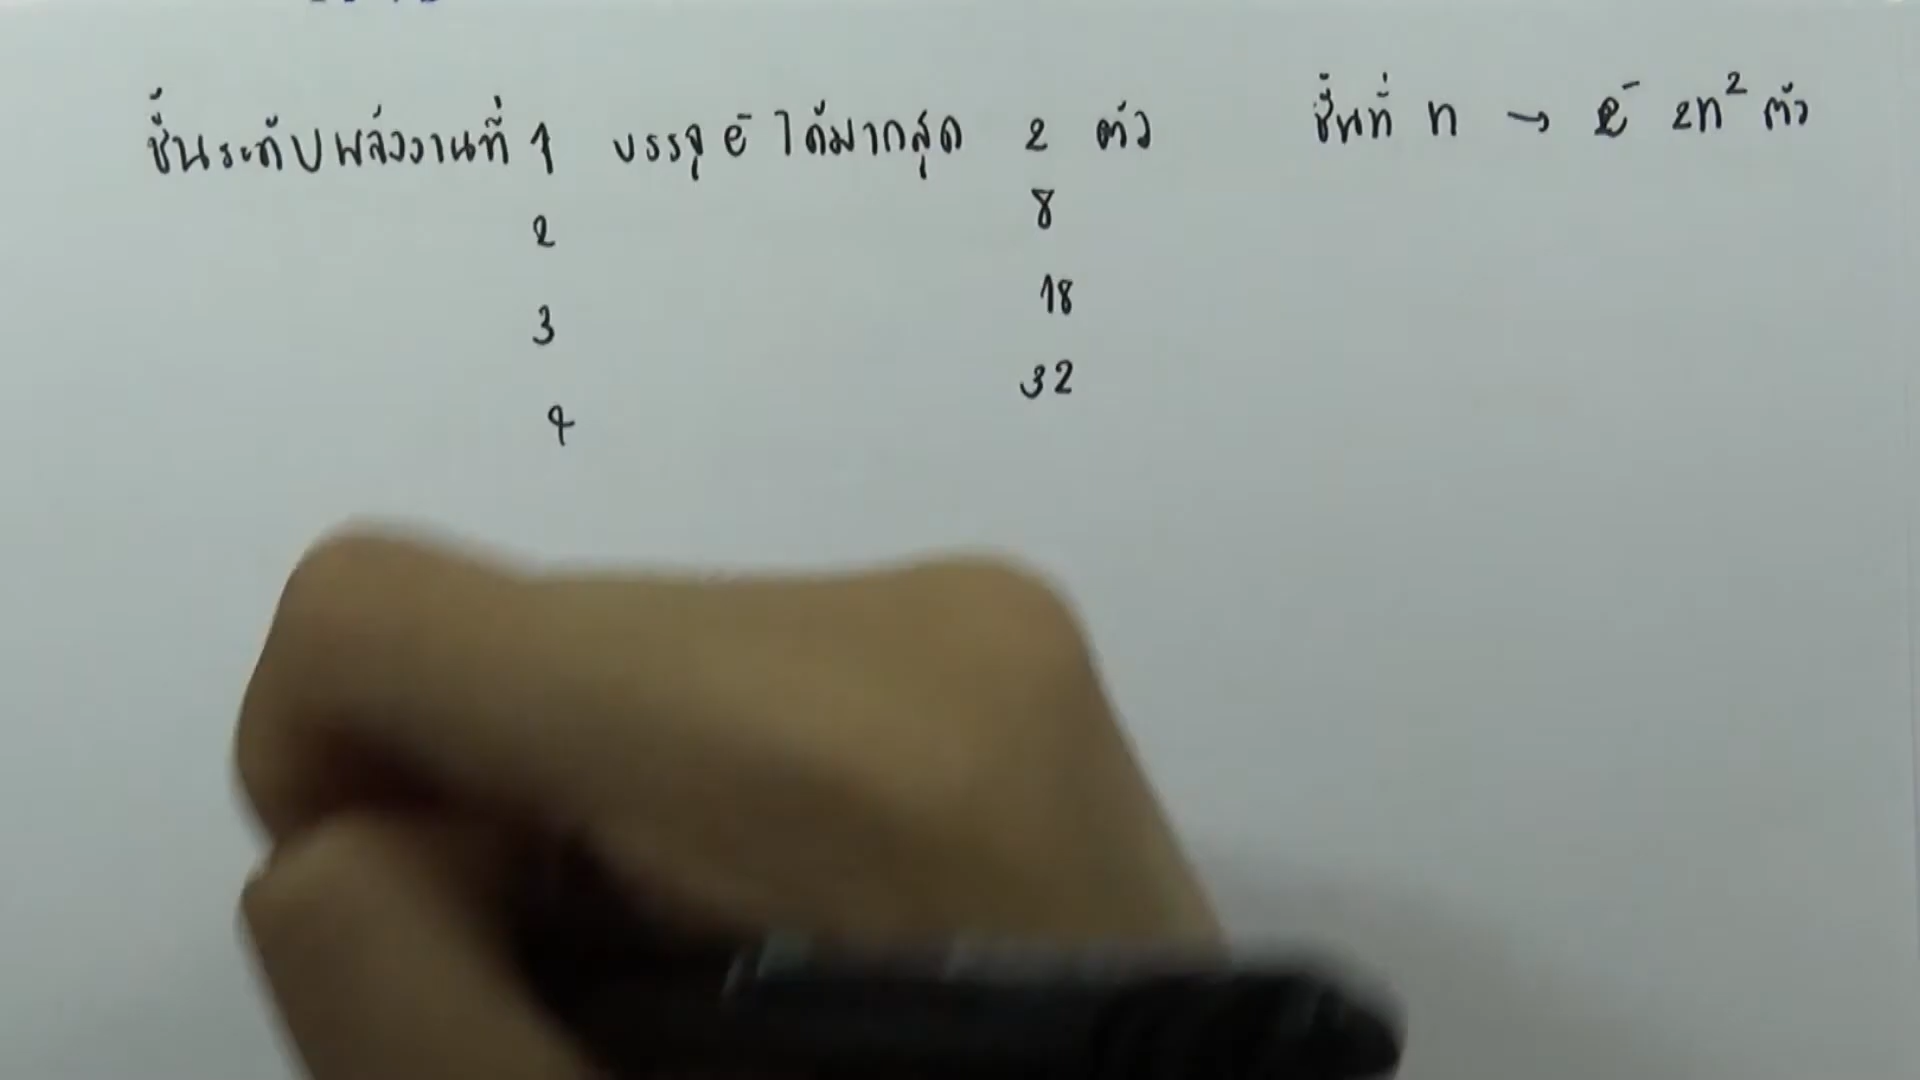 ชั้นระดับพลังงานที่ 1 บรรจุ e⁻ ได้มากสุด 2 ตัว ชั้นที่ n → e⁻ 2n² ตัว
2 8
3 18
4 32